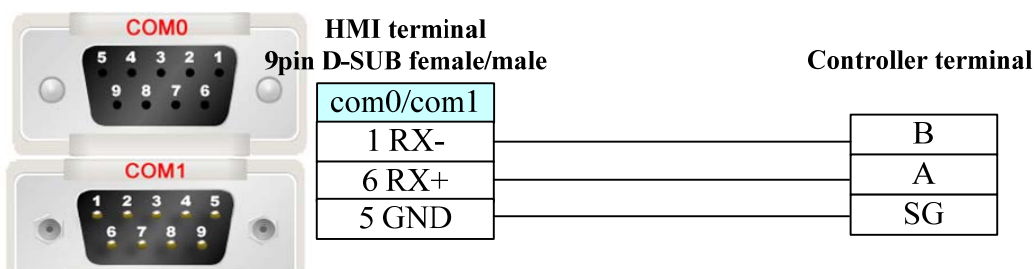 COM0
5 4 3 2 1
9 8 7 6
COM1
1 2 3 4 5
6 7 8 9
HMI terminal
9pin D-SUB female/male
com0/com1
1 RX-
6 RX+
5 GND
Controller terminal
B
A
SG